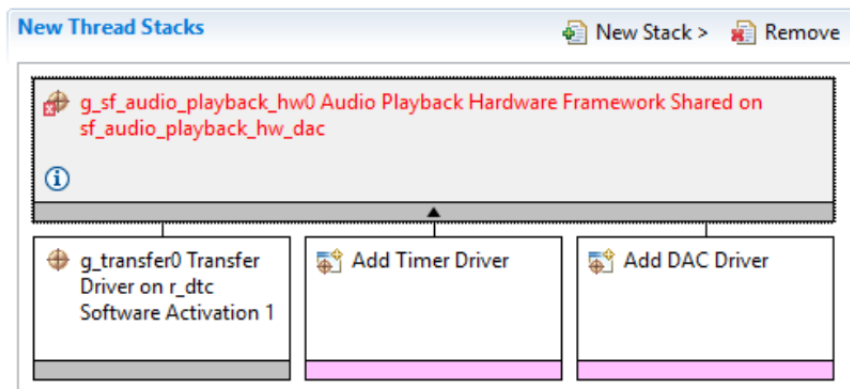 New Thread Stacks
New Stack >
Remove
g_sf_audio_playback_hw0 Audio Playback Hardware Framework Shared on
sf_audio_playback_hw_dac
g_transfer0 Transfer
Driver on r_dtc
Software Activation 1
Add Timer Driver
Add DAC Driver